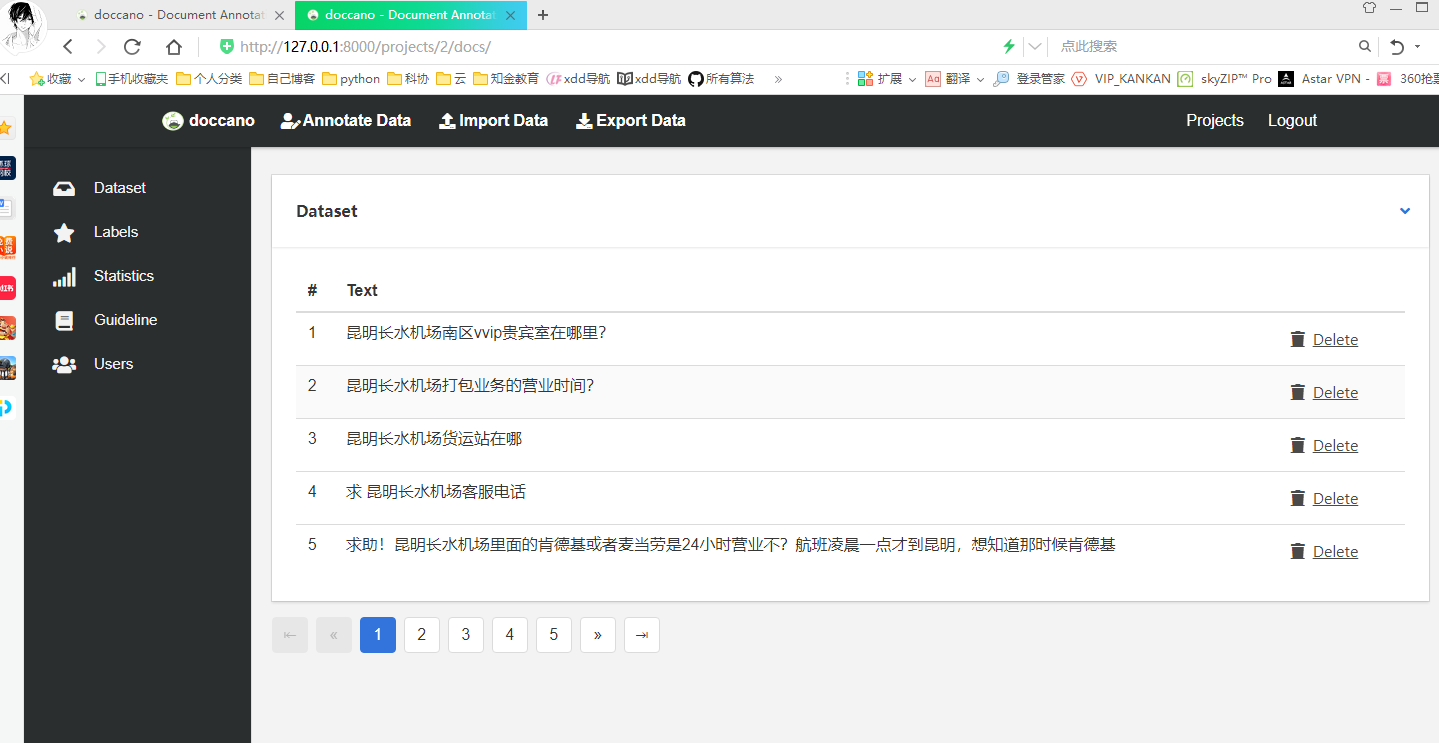 doccano - Document Annotat
doccano - Document Annotat
http://127.0.0.1:8000/projects/2/docs/
点此搜索
收藏 手机收藏夹 个人分类 自己博客 python 科协 云 知金教育 xdd导航 xdd导航 所有算法 » 扩展 Aa 翻译 登录管家 VIP_KANKAN skyZIP™ Pro Astar VPN - 360抢票
doccano Annotate Data Import Data Export Data Projects Logout
Dataset
Labels
Statistics
Guideline
Users
Dataset
# Text
1 昆明长水机场南区vvip贵宾室在哪里? Delete
2 昆明长水机场打包业务的营业时间? Delete
3 昆明长水机场货运站在哪 Delete
4 求 昆明长水机场客服电话 Delete
5 求助！昆明长水机场里面的肯德基或者麦当劳是24小时营业不？航班凌晨一点才到昆明，想知道那时候肯德基 Delete
« 1 2 3 4 5 »